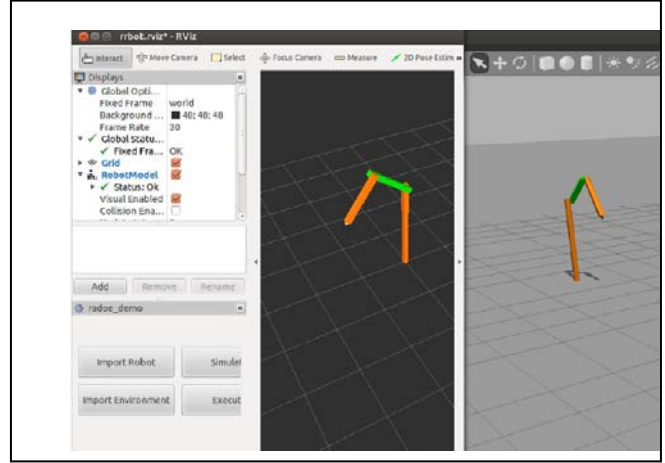 rrbot.rviz* - RViz
Interact Move Camera Select Focus Camera Measure 2D Pose Estim
Displays
Global Opti...
Fixed Frame world
Background ... 48; 48; 48
Frame Rate 30
Global Statu...
Fixed Fra... OK
Grid
RobotModel
Status: Ok
Visual Enabled
Collision Ena...
Add Remove Rename
radoe_demo
Import Robot Simulat
Import Environment Execut